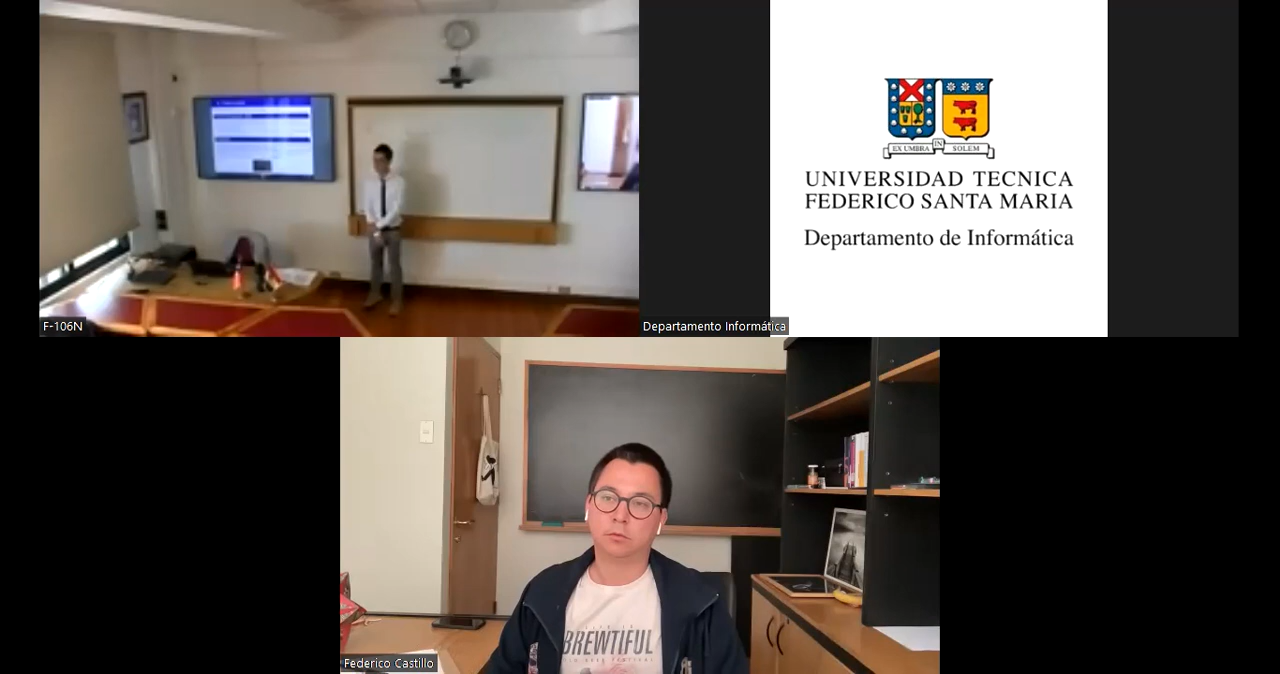 F-106N
EX UMBRA IN SOLEM
UNIVERSIDAD TECNICA
FEDERICO SANTA MARIA
Departamento de Informática
Departamento Informática
BREWTIFUL
Federico Castillo